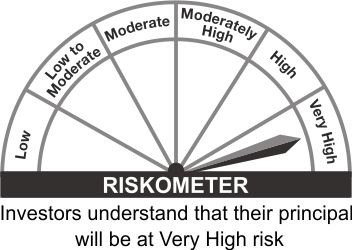 Low
Low to
Moderate
Moderate
Moderately
High
High
Very High
RISKOMETER
Investors understand that their principal
will be at Very High risk